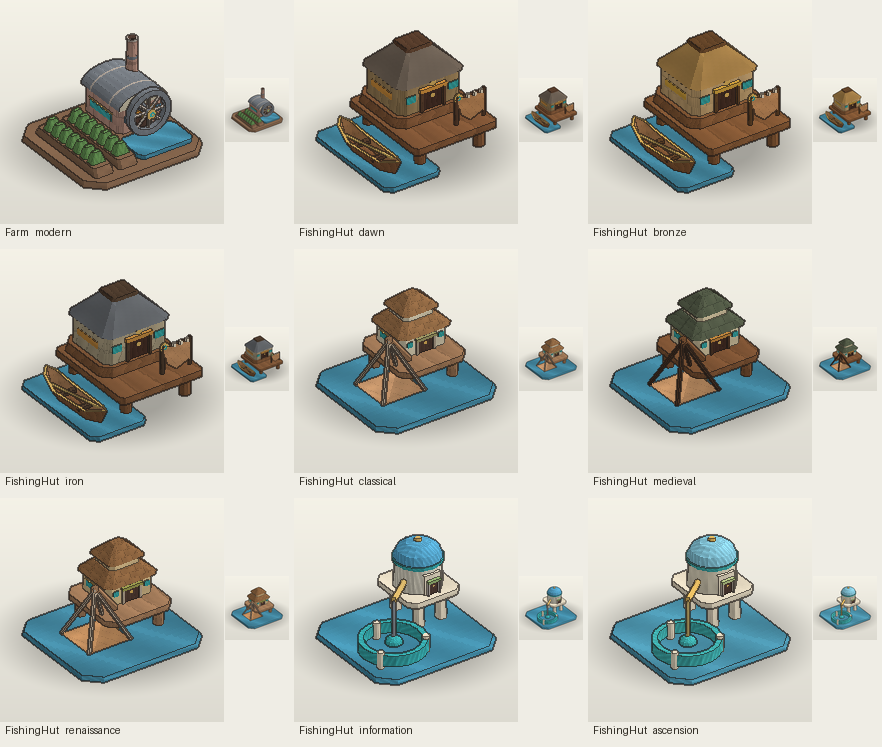 Farm modern
FishingHut dawn
FishingHut bronze
FishingHut iron
FishingHut classical
FishingHut medieval
FishingHut renaissance
FishingHut information
FishingHut ascension